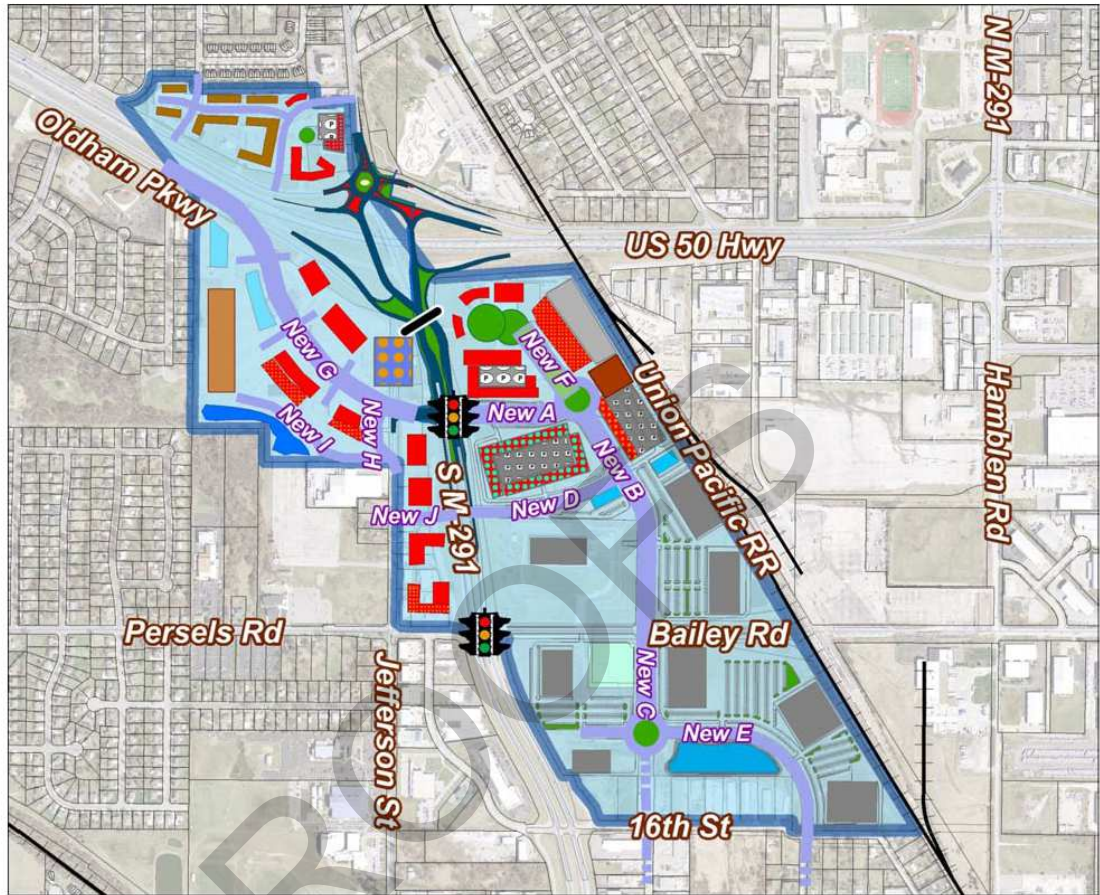 N M-291
Oldham Pkwy
US 50 Hwy
New G
New F
Union-Pacific RR
Hamblen Rd
New A
New I
New H
New B
New J
S M-291
New D
Persels Rd
Bailey Rd
Jefferson St
New C
New E
16th St
P P P